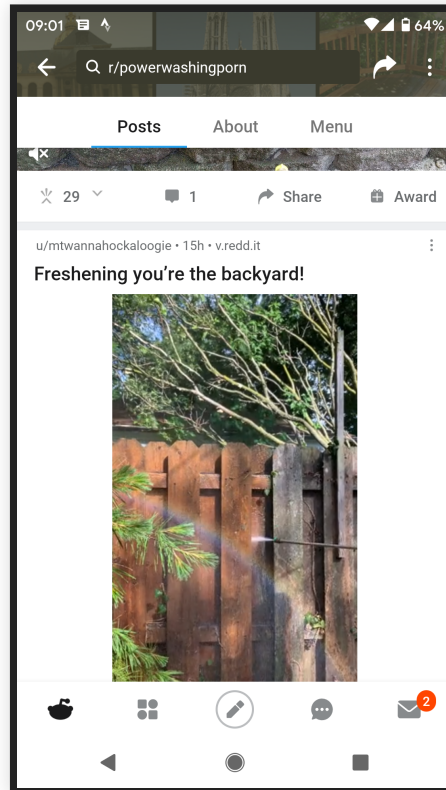 09:01 64%
r/powerwashingporn
Posts About Menu
29 1 Share Award
u/mtwannahockaloogie • 15h • v.redd.it
Freshening you’re the backyard!
2